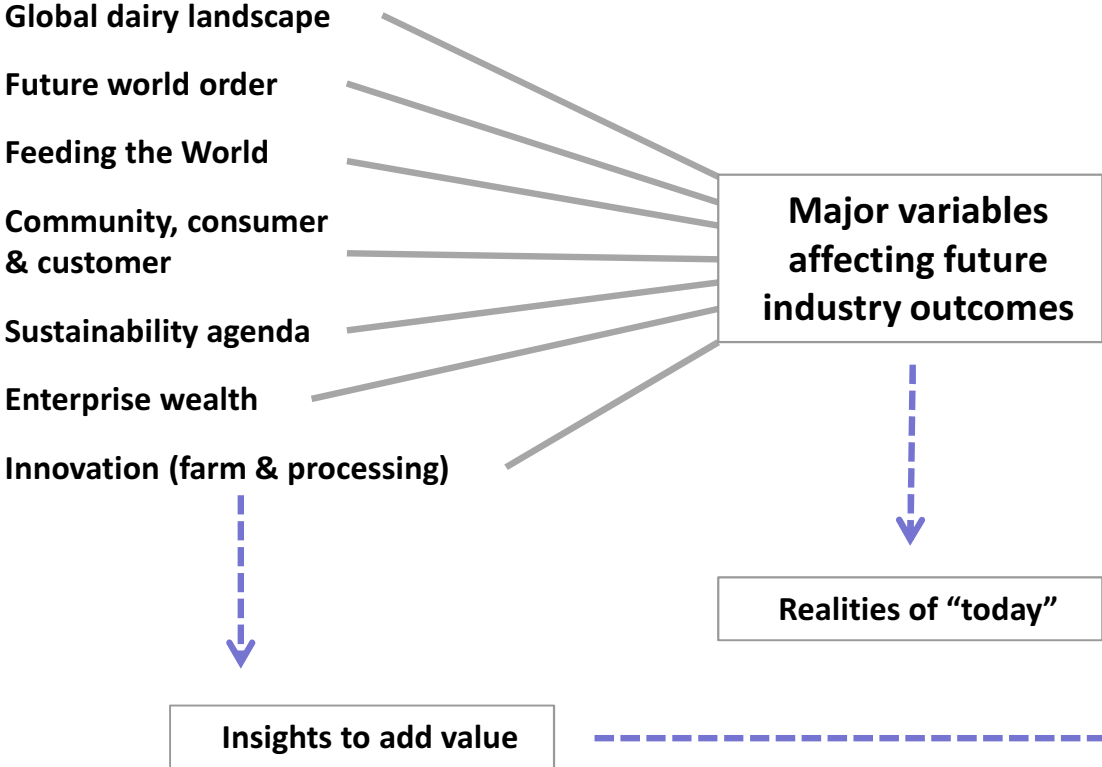 Global dairy landscape
Future world order
Feeding the World
Community, consumer
& customer
Sustainability agenda
Enterprise wealth
Innovation (farm & processing)
Major variables
affecting future
industry outcomes
Realities of “today”
Insights to add value